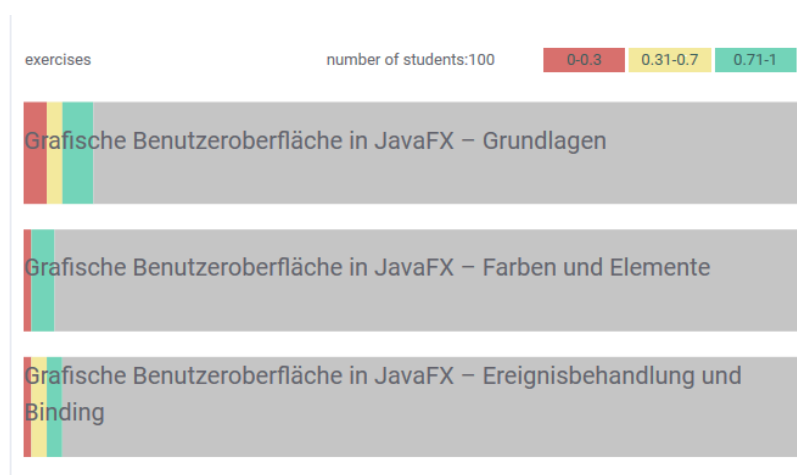 exercises number of students:100 0-0.3 0.31-0.7 0.71-1
Grafische Benutzeroberfläche in JavaFX – Grundlagen
Grafische Benutzeroberfläche in JavaFX – Farben und Elemente
Grafische Benutzeroberfläche in JavaFX – Ereignisbehandlung und
Binding